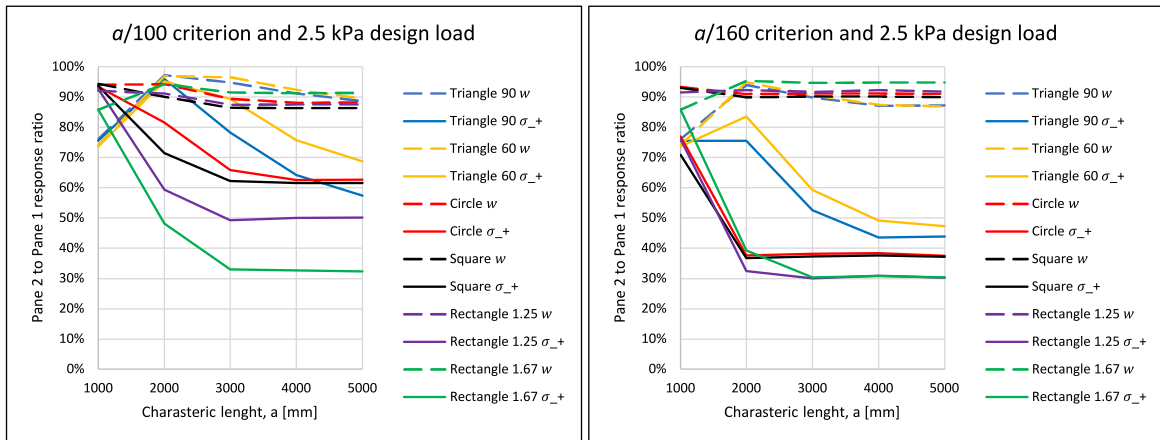 a/100 criterion and 2.5 kPa design load
Pane 2 to Pane 1 response ratio
100%
90%
80%
70%
60%
50%
40%
30%
20%
10%
0%
1000 2000 3000 4000 5000
Charasteric lenght, a [mm]
Triangle 90 w
Triangle 90 σ_+
Triangle 60 w
Triangle 60 σ_+
Circle w
Circle σ_+
Square w
Square σ_+
Rectangle 1.25 w
Rectangle 1.25 σ_+
Rectangle 1.67 w
Rectangle 1.67 σ_+
a/160 criterion and 2.5 kPa design load
Pane 2 to Pane 1 response ratio
100%
90%
80%
70%
60%
50%
40%
30%
20%
10%
0%
1000 2000 3000 4000 5000
Charasteric lenght, a [mm]
Triangle 90 w
Triangle 90 σ_+
Triangle 60 w
Triangle 60 σ_+
Circle w
Circle σ_+
Square w
Square σ_+
Rectangle 1.25 w
Rectangle 1.25 σ_+
Rectangle 1.67 w
Rectangle 1.67 σ_+